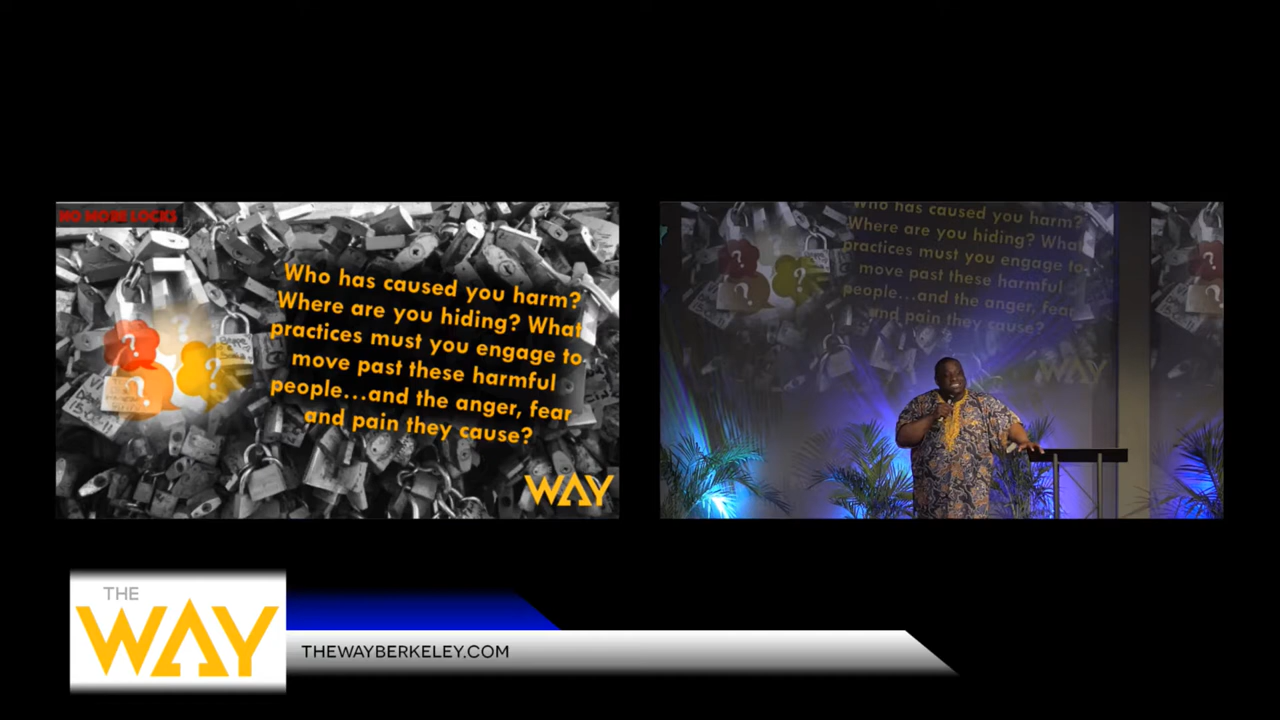 NO MORE LOCKS
Who has caused you harm?
Where are you hiding? What
practices must you engage to
move past these harmful
people...and the anger, fear
and pain they cause?
WAY
Who has caused you harm?
Where are you hiding? What
practices must you engage to
move past these harmful
people...and the anger, fear
and pain they cause?
WAY
THE
WAY
THEWAYBERKELEY.COM